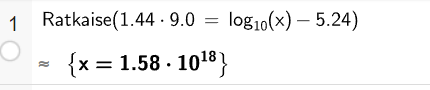 1 Ratkaise(1.44 · 9.0 = log₁₀(x) − 5.24)
≈ {x = 1.58 · 10¹⁸}